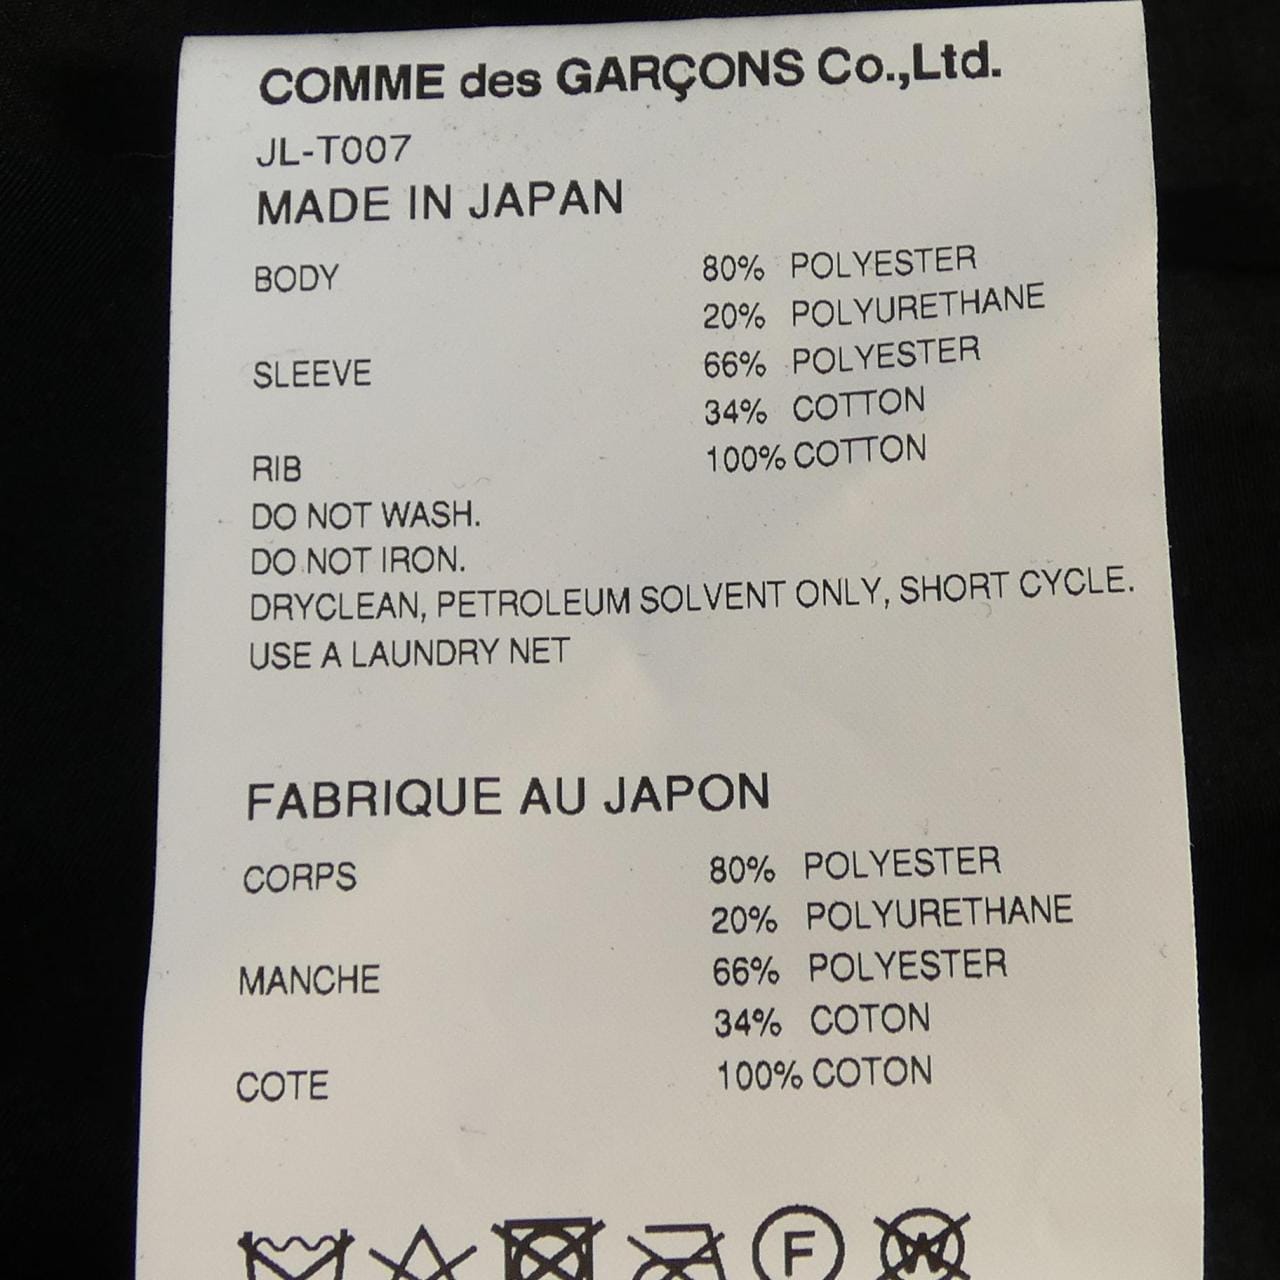 COMME des GARÇONS Co.,Ltd.
JL-T007
MADE IN JAPAN
BODY 80% POLYESTER
20% POLYURETHANE
SLEEVE 66% POLYESTER
34% COTTON
RIB 100% COTTON
DO NOT WASH.
DO NOT IRON.
DRYCLEAN, PETROLEUM SOLVENT ONLY, SHORT CYCLE.
USE A LAUNDRY NET
FABRIQUE AU JAPON
CORPS 80% POLYESTER
20% POLYURETHANE
MANCHE 66% POLYESTER
34% COTON
COTE 100% COTON
F W